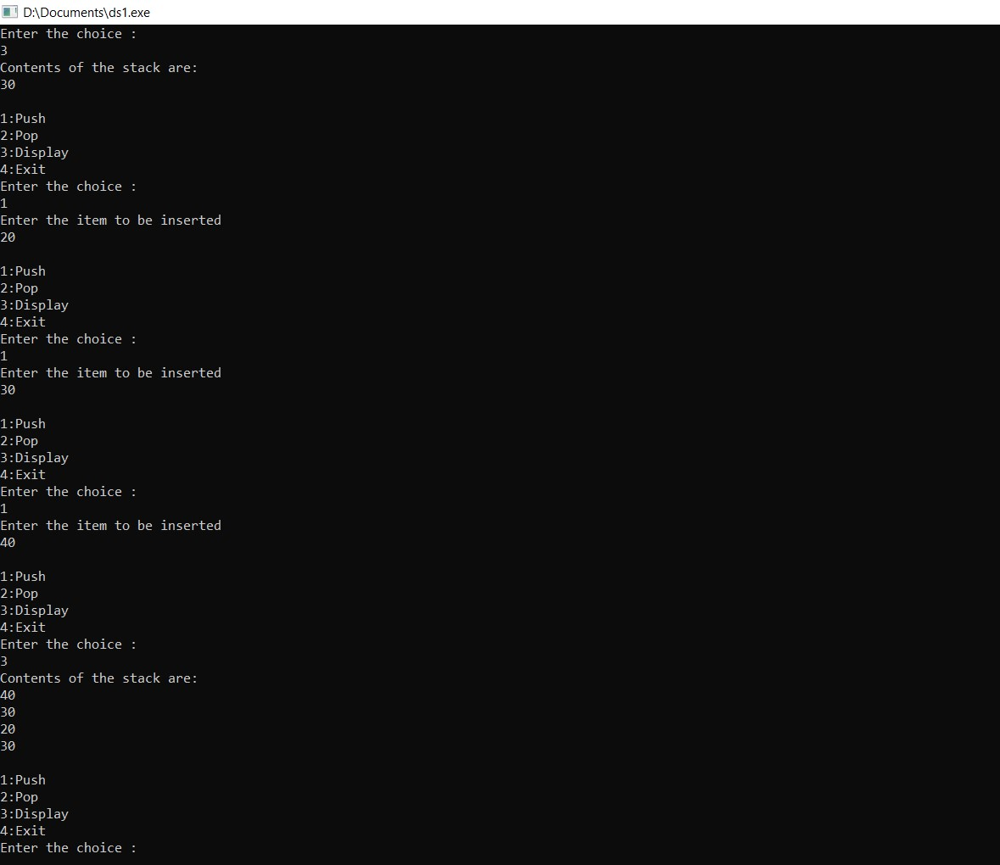 D:\Documents\ds1.exe
Enter the choice :
3
Contents of the stack are:
30
1:Push
2:Pop
3:Display
4:Exit
Enter the choice :
1
Enter the item to be inserted
20
1:Push
2:Pop
3:Display
4:Exit
Enter the choice :
1
Enter the item to be inserted
30
1:Push
2:Pop
3:Display
4:Exit
Enter the choice :
1
Enter the item to be inserted
40
1:Push
2:Pop
3:Display
4:Exit
Enter the choice :
3
Contents of the stack are:
40
30
20
30
1:Push
2:Pop
3:Display
4:Exit
Enter the choice :